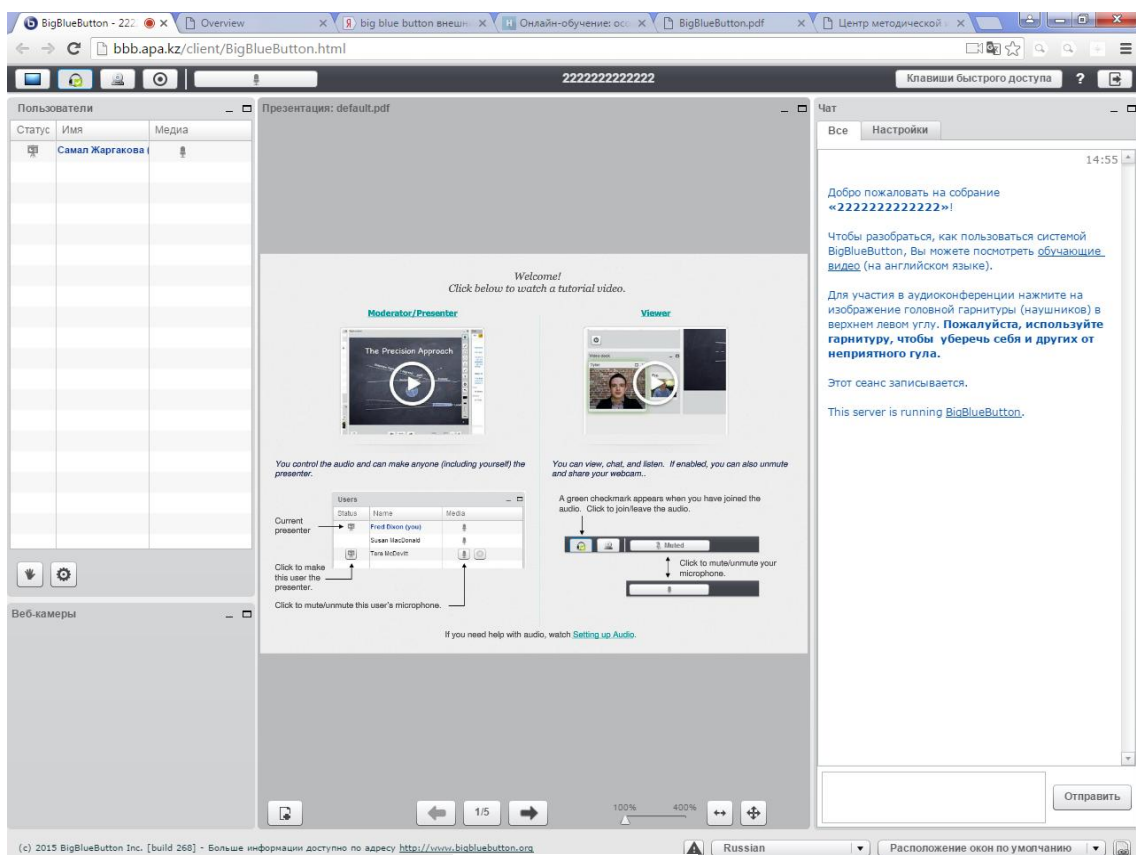 BigBlueButton - 222
Overview
big blue button внешн
Онлайн-обучение: ос
BigBlueButton.pdf
Центр методической
bbb.apa.kz/client/BigBlueButton.html
2222222222222
Клавиши быстрого доступа
?
Пользователи
Статус Имя Медиа
Самал Жаргакова (
Веб-камеры
Презентация: default.pdf
Welcome!
Click below to watch a tutorial video.
Moderator/Presenter
The Precision Approach
You control the audio and can make anyone (including yourself) the
presenter.
Users
Status Name Media
Fred Dixon (you)
Susan MacDonald
Tara McDevitt
Current
presenter
Click to make
this user the
presenter.
Click to mute/unmute this user's microphone.
Viewer
You can view, chat, and listen. If enabled, you can also unmute
and share your webcam..
A green checkmark appears when you have joined the
audio. Click to join/leave the audio.
Muted
Click to mute/unmute your
microphone.
If you need help with audio, watch Setting up Audio.
1/5
100% 400%
Чат
Все Настройки
14:55
Добро пожаловать на собрание
«2222222222222»!
Чтобы разобраться, как пользоваться системой
BigBlueButton, Вы можете посмотреть обучающие
видео (на английском языке).
Для участия в аудиоконференции нажмите на
изображение головной гарнитуры (наушников) в
верхнем левом углу. Пожалуйста, используйте
гарнитуру, чтобы уберечь себя и других от
неприятного гула.
Этот сеанс записывается.
This server is running BigBlueButton.
Отправить
(c) 2015 BigBlueButton Inc. [build 268] - Больше информации доступно по адресу http://www.bigbluebutton.org
Russian
Расположение окон по умолчанию